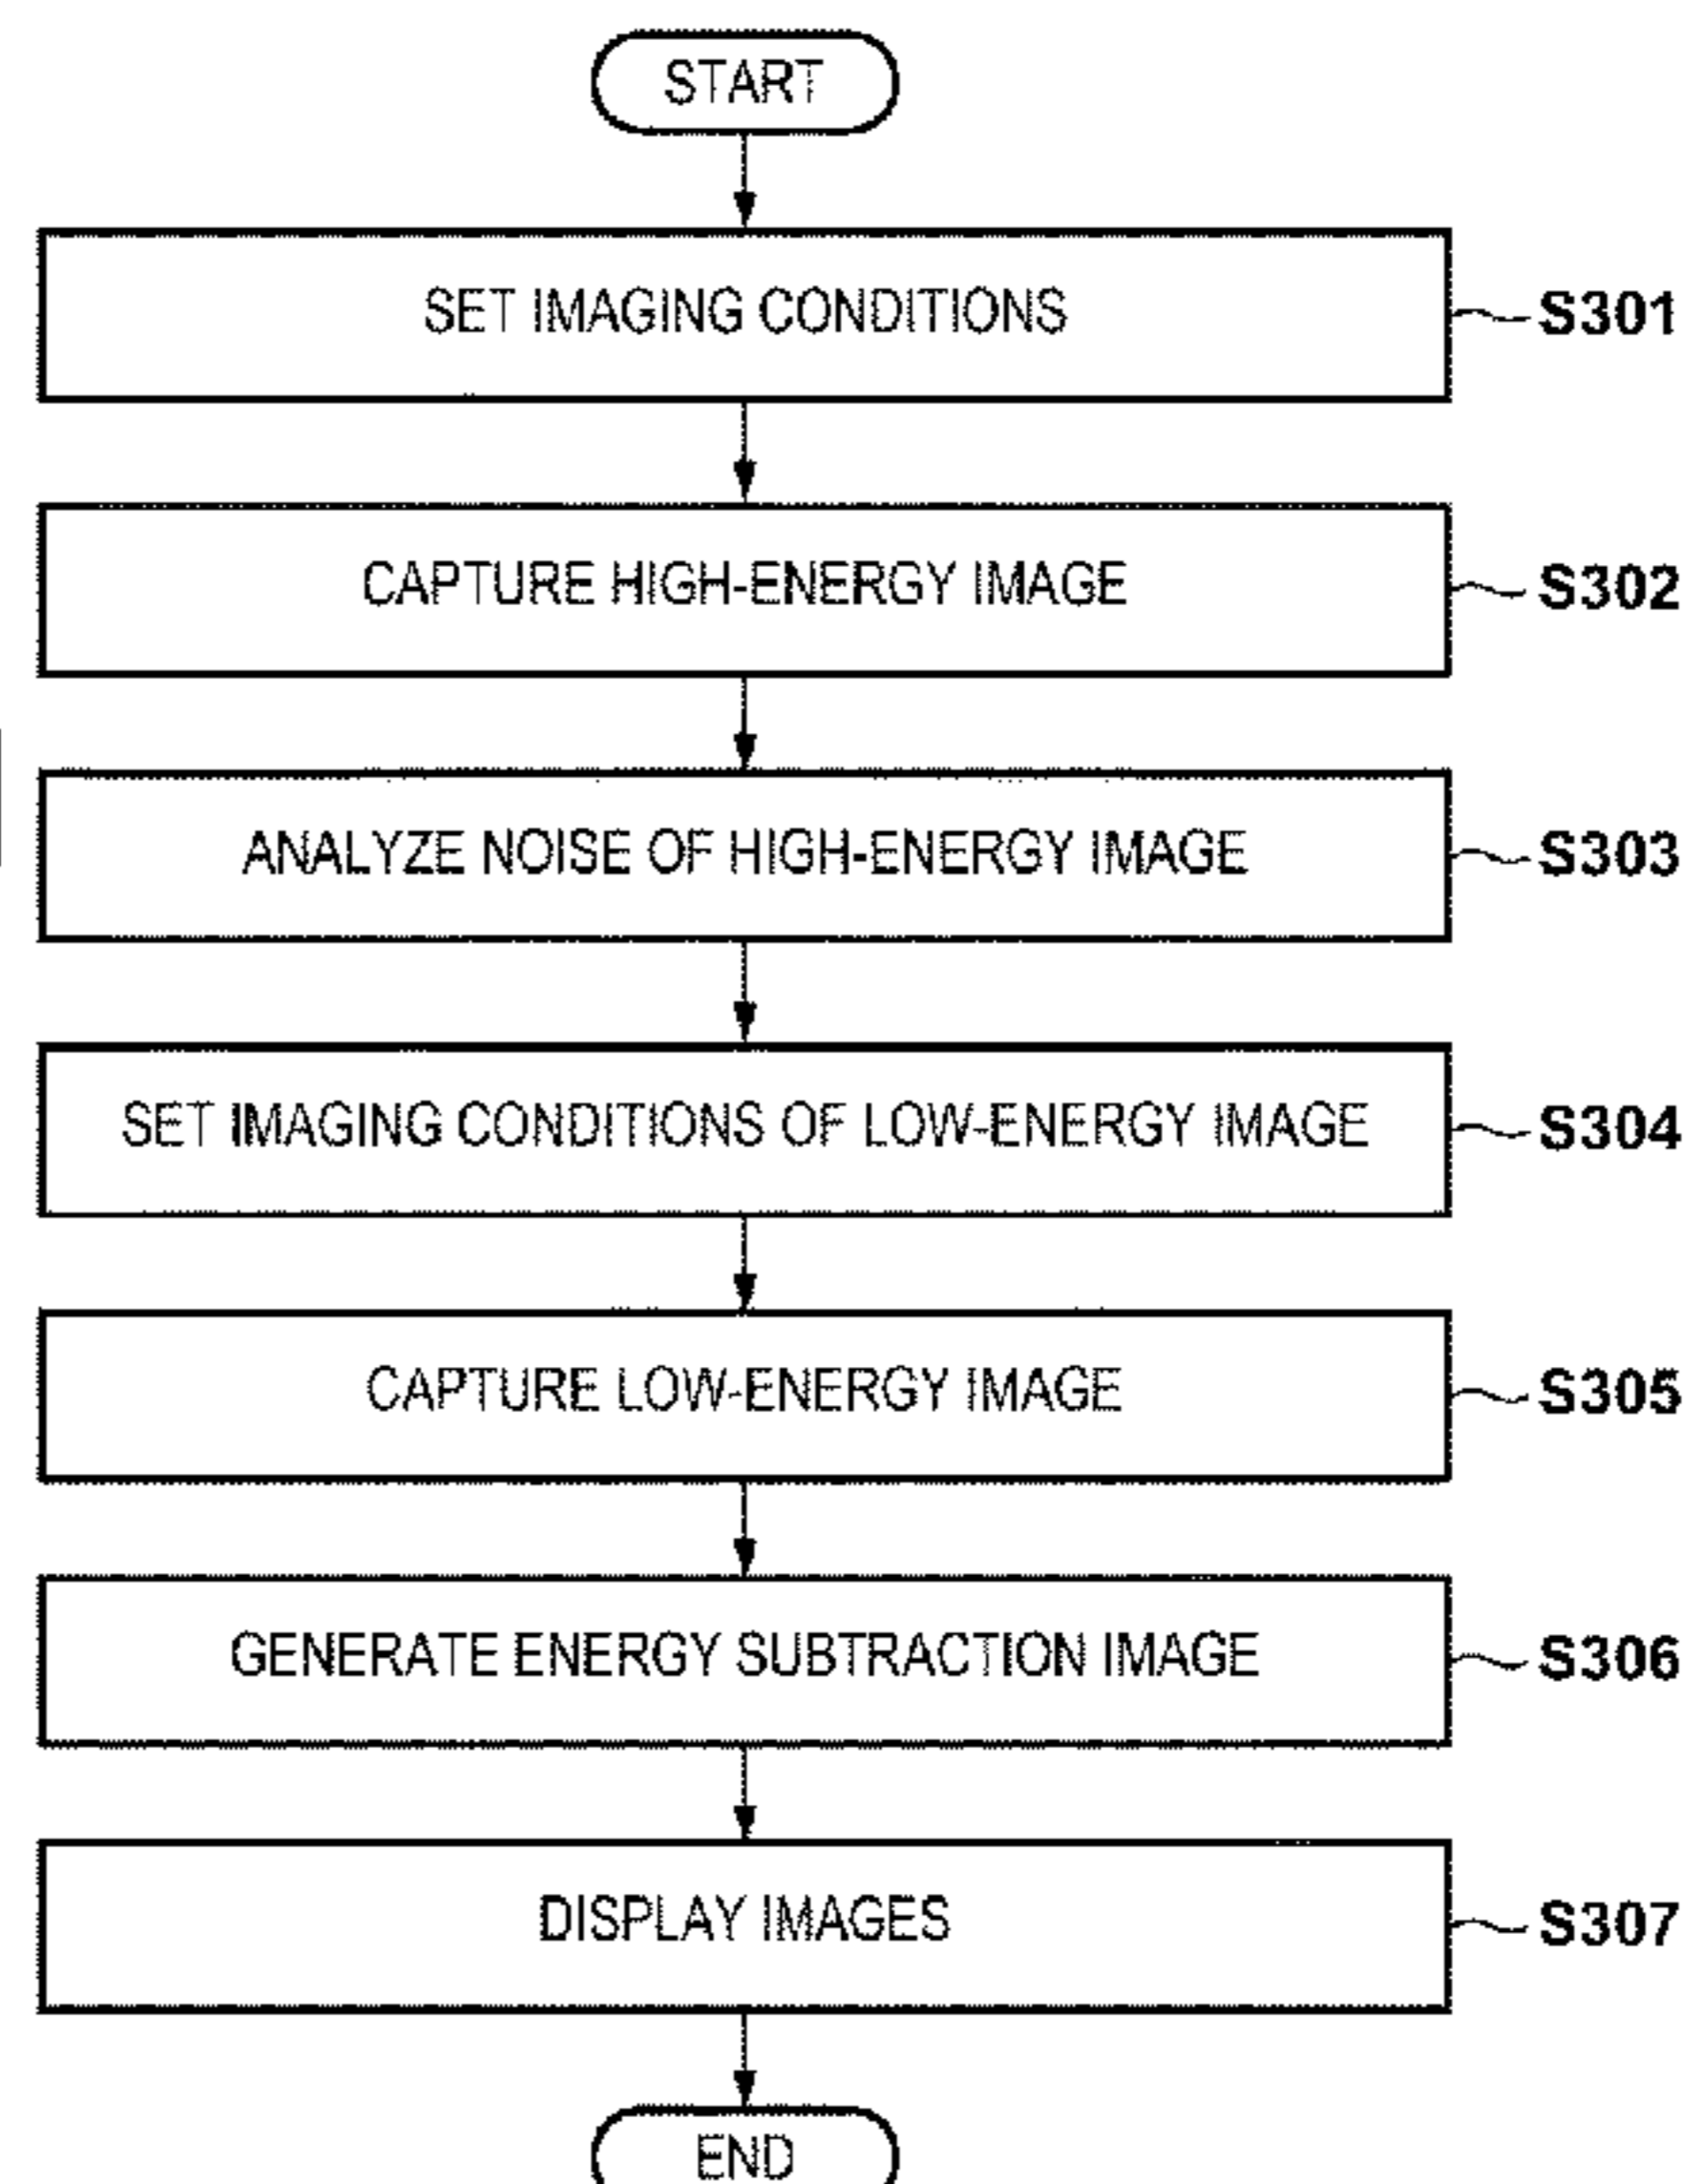 START
SET IMAGING CONDITIONS
S301
CAPTURE HIGH-ENERGY IMAGE
S302
ANALYZE NOISE OF HIGH-ENERGY IMAGE
S303
SET IMAGING CONDITIONS OF LOW-ENERGY IMAGE
S304
CAPTURE LOW-ENERGY IMAGE
S305
GENERATE ENERGY SUBTRACTION IMAGE
S306
DISPLAY IMAGES
S307
END